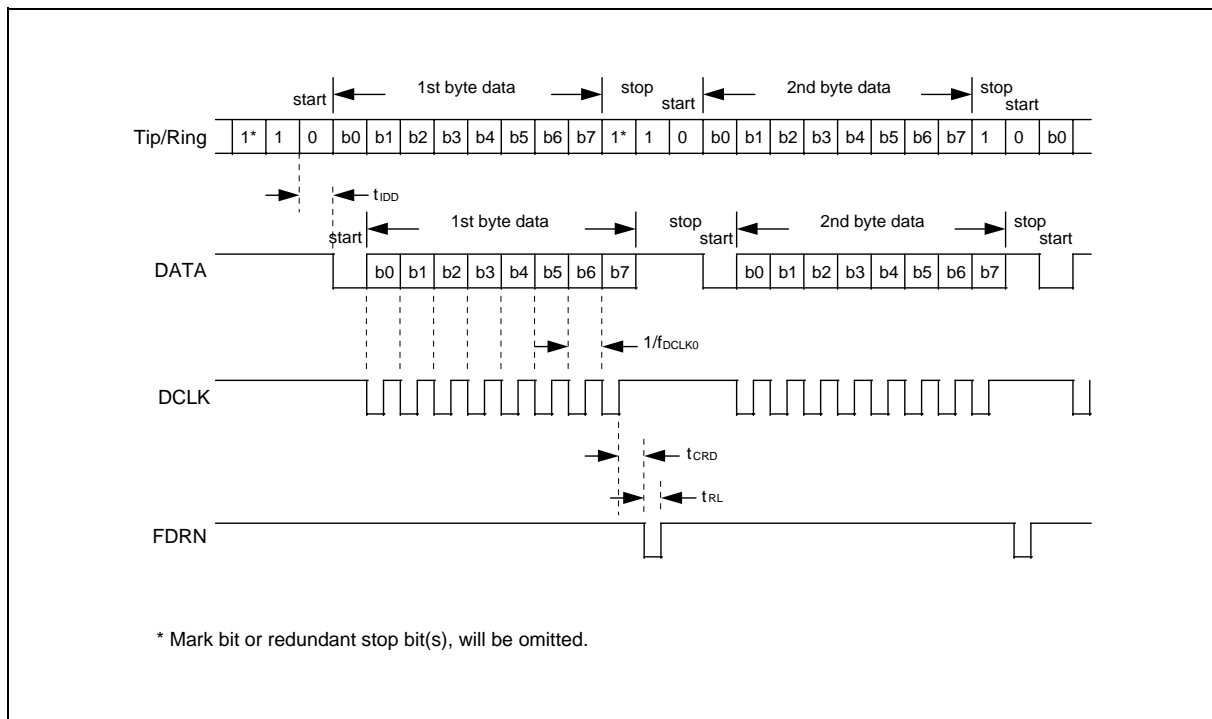 start 1st byte data stop start 2nd byte data stop start
Tip/Ring 1* 1 0 b0 b1 b2 b3 b4 b5 b6 b7 1* 1 0 b0 b1 b2 b3 b4 b5 b6 b7 1 0 b0
tIDD
start 1st byte data stop start 2nd byte data stop start
DATA b0 b1 b2 b3 b4 b5 b6 b7 b0 b1 b2 b3 b4 b5 b6 b7
1/fDCLK0
DCLK
tCRD
tRL
FDRN
* Mark bit or redundant stop bit(s), will be omitted.